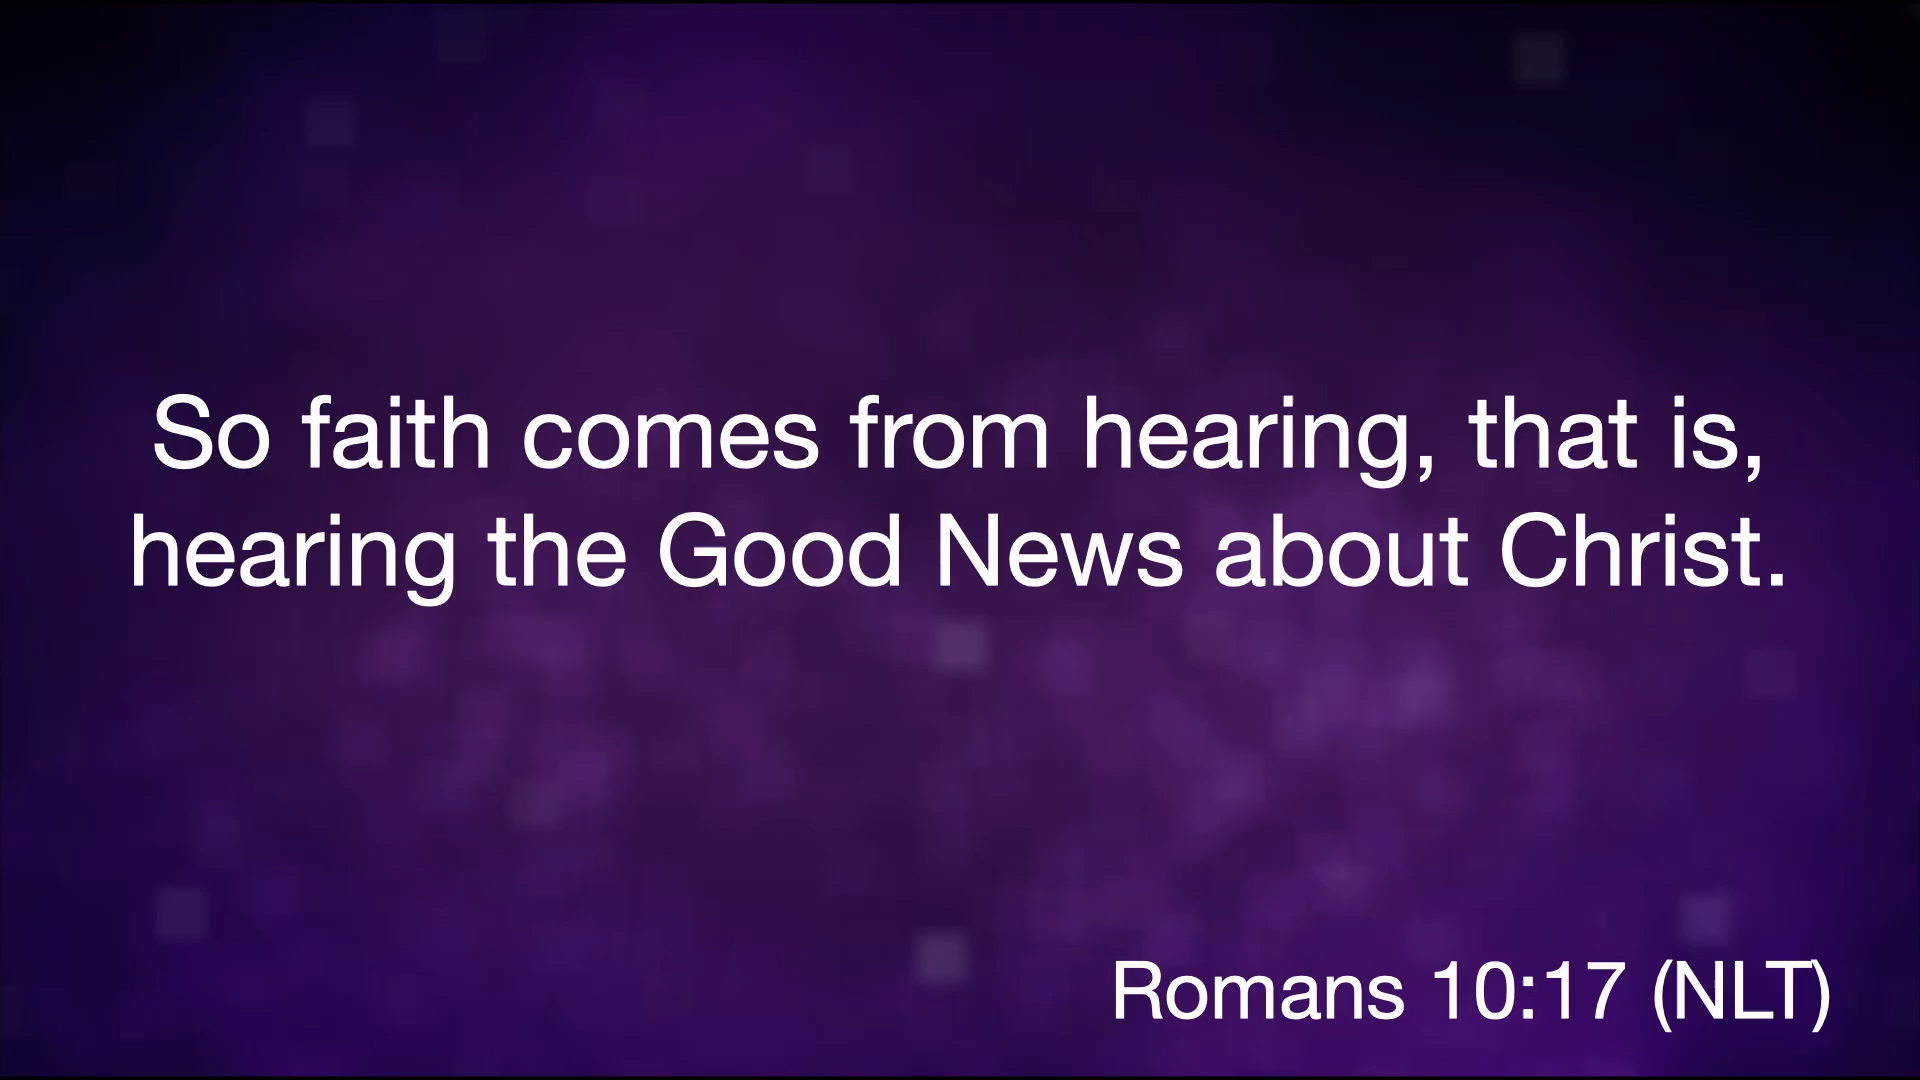 So faith comes from hearing, that is,
hearing the Good News about Christ.
Romans 10:17 (NLT)